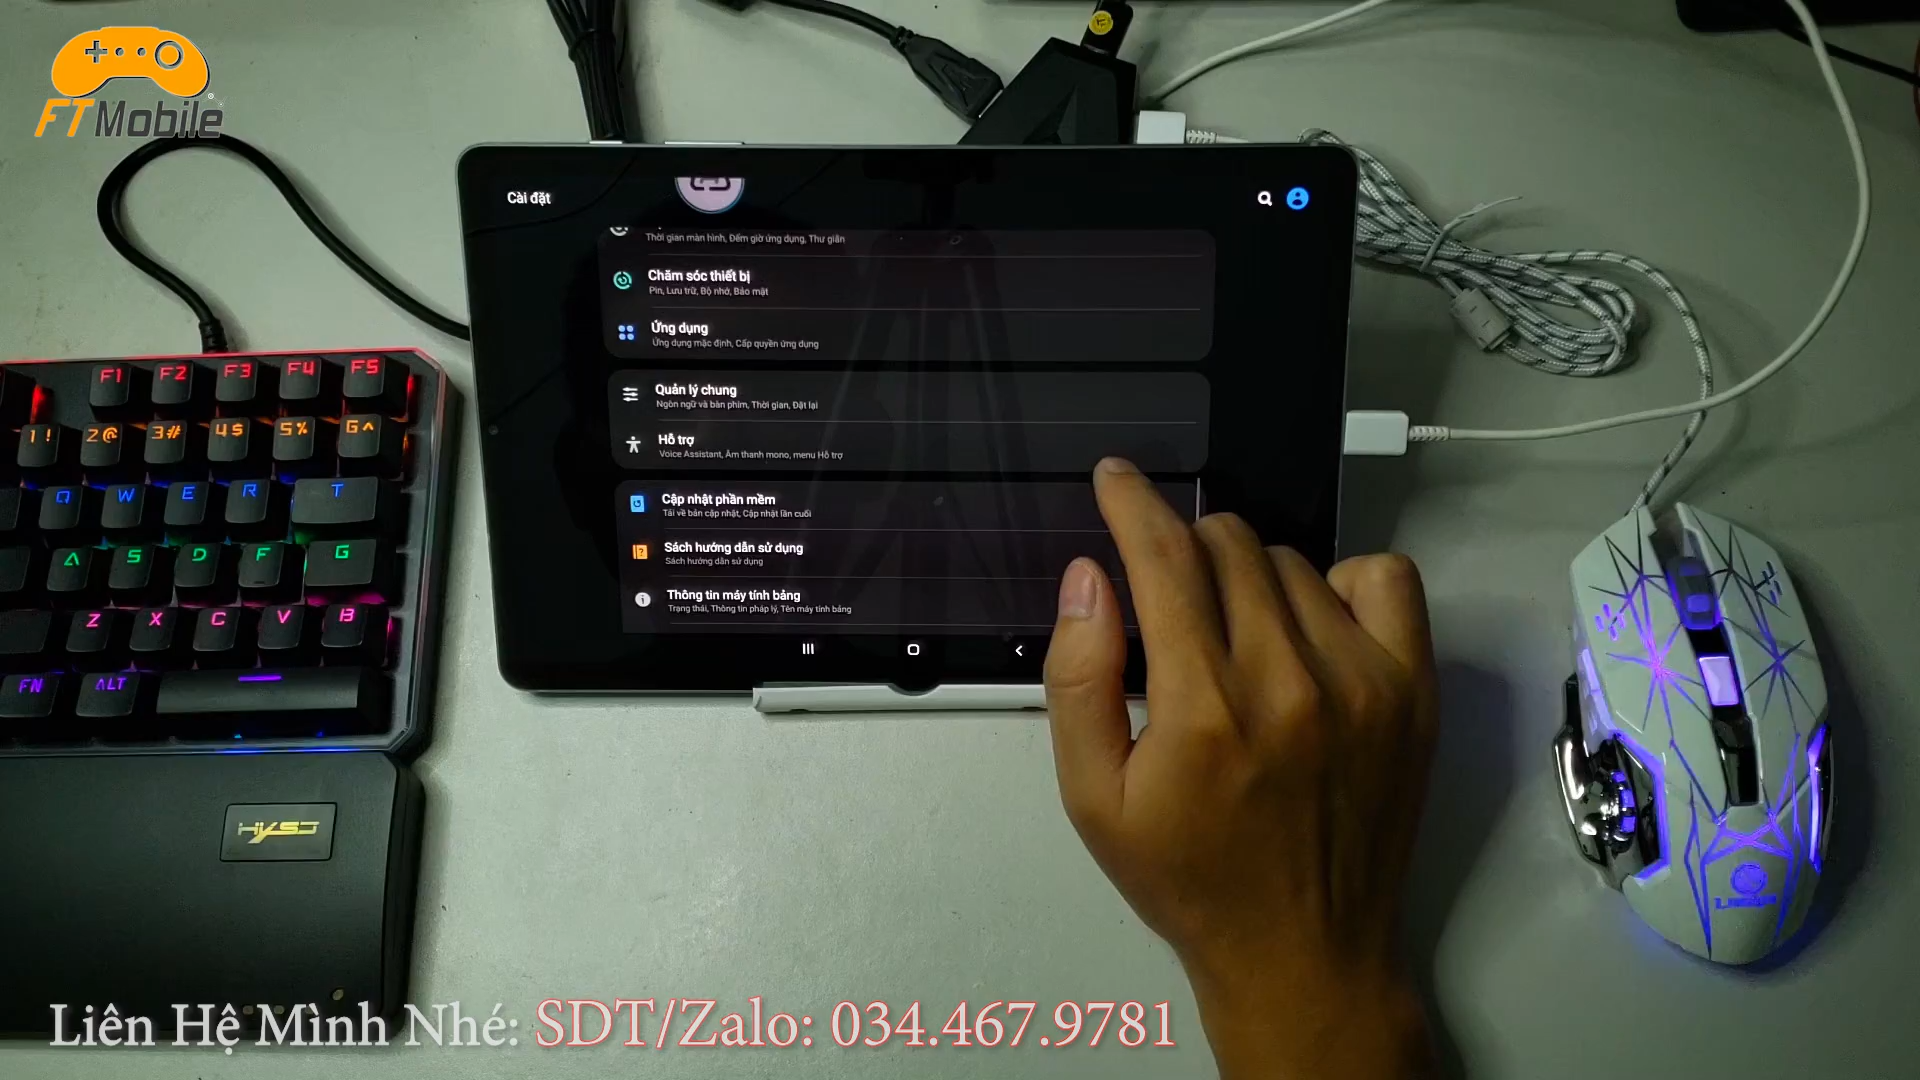 FTMobile
Cài đặt
Thời gian màn hình, Đếm giờ ứng dụng, Thư giãn
Chăm sóc thiết bị
Pin, Lưu trữ, Bộ nhớ, Bảo mật
Ứng dụng
Ứng dụng mặc định, Cấp quyền ứng dụng
Quản lý chung
Ngôn ngữ và bàn phím, Thời gian, Đặt lại
Hỗ trợ
Voice Assistant, Âm thanh mono, menu Hỗ trợ
Cập nhật phần mềm
Tải về bản cập nhật, Cập nhật lần cuối
Sách hướng dẫn sử dụng
Sách hướng dẫn sử dụng
Thông tin máy tính bảng
Trạng thái, Thông tin pháp lý, Tên máy tính bảng
F1 F2 F3 F4 F5
1! 2@ 3# 4$ 5% 6^
Q W E R T
A S D F G
Z X C V B
FN ALT
HXSJ
Liên Hệ Mình Nhé: SDT/Zalo: 034.467.9781